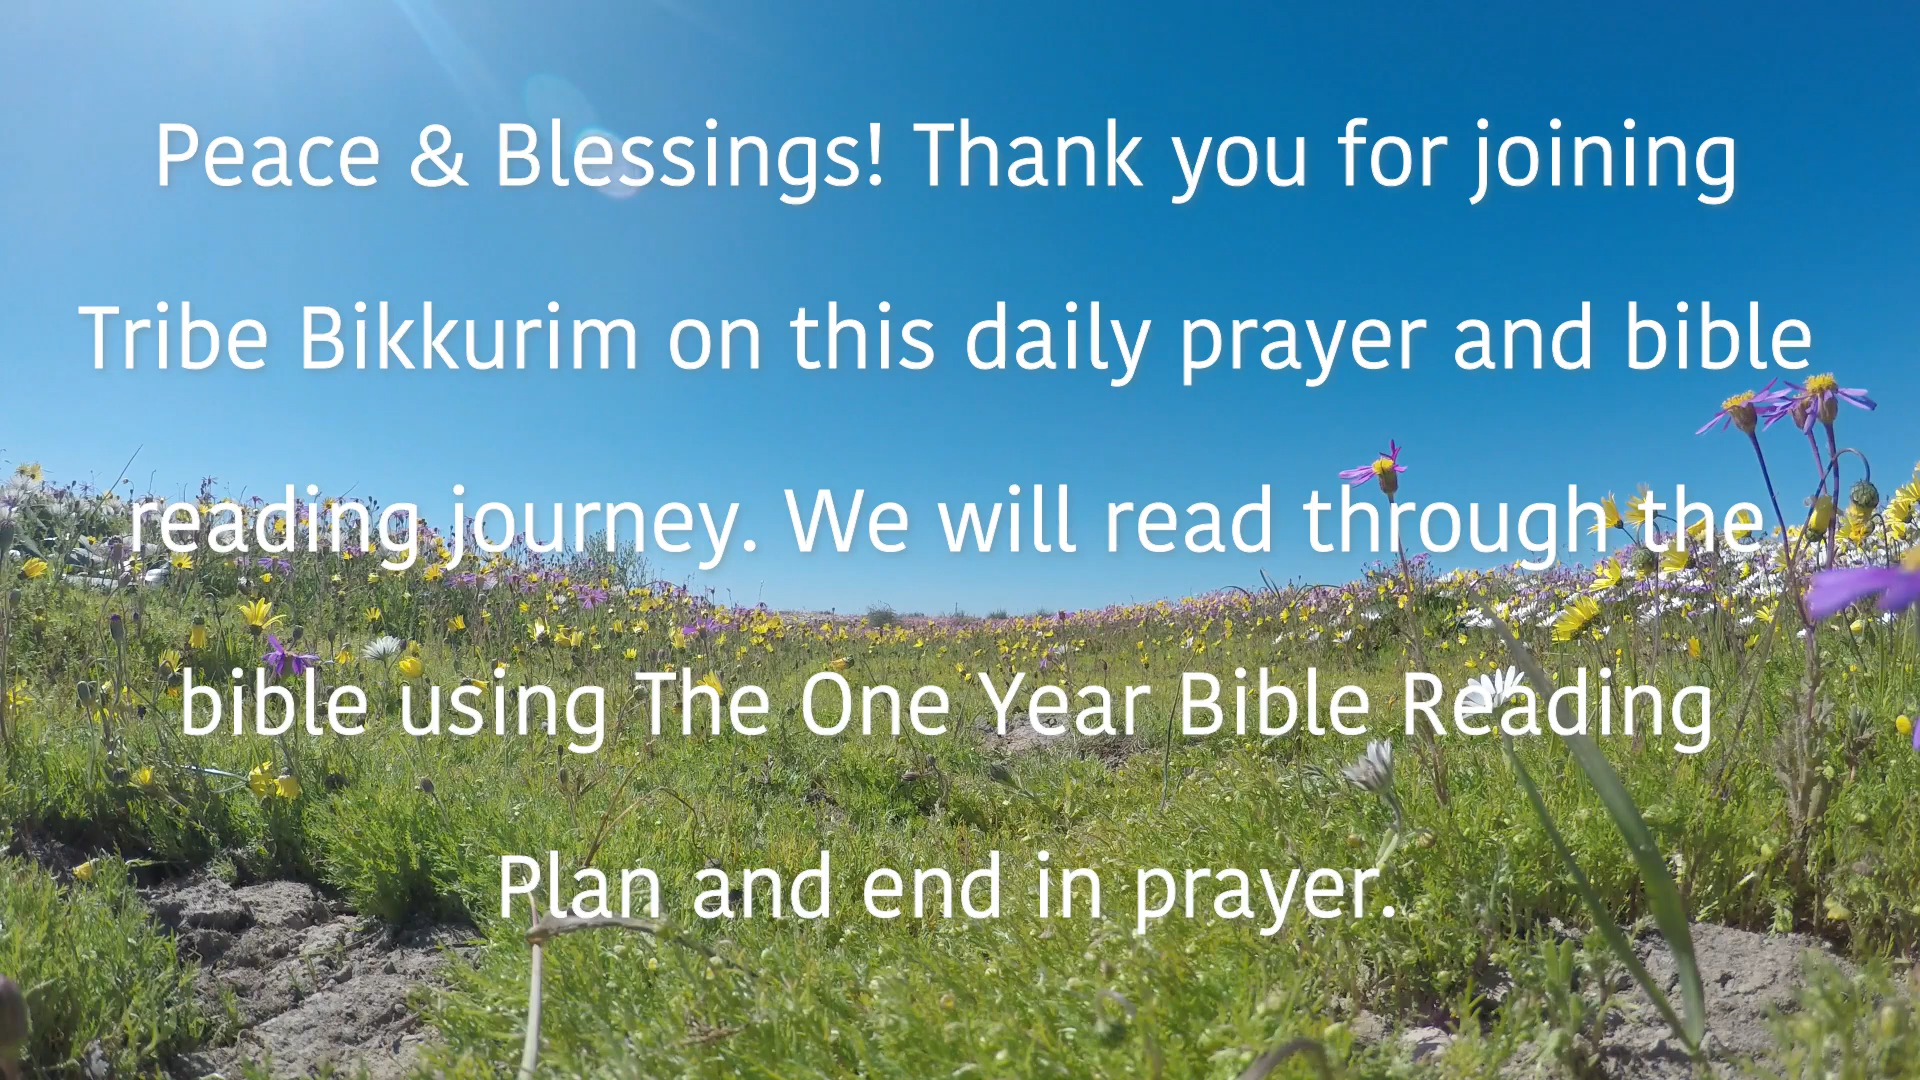 Peace & Blessings! Thank you for joining
Tribe Bikkurim on this daily prayer and bible
reading journey. We will read through the
bible using The One Year Bible Reading
Plan and end in prayer.